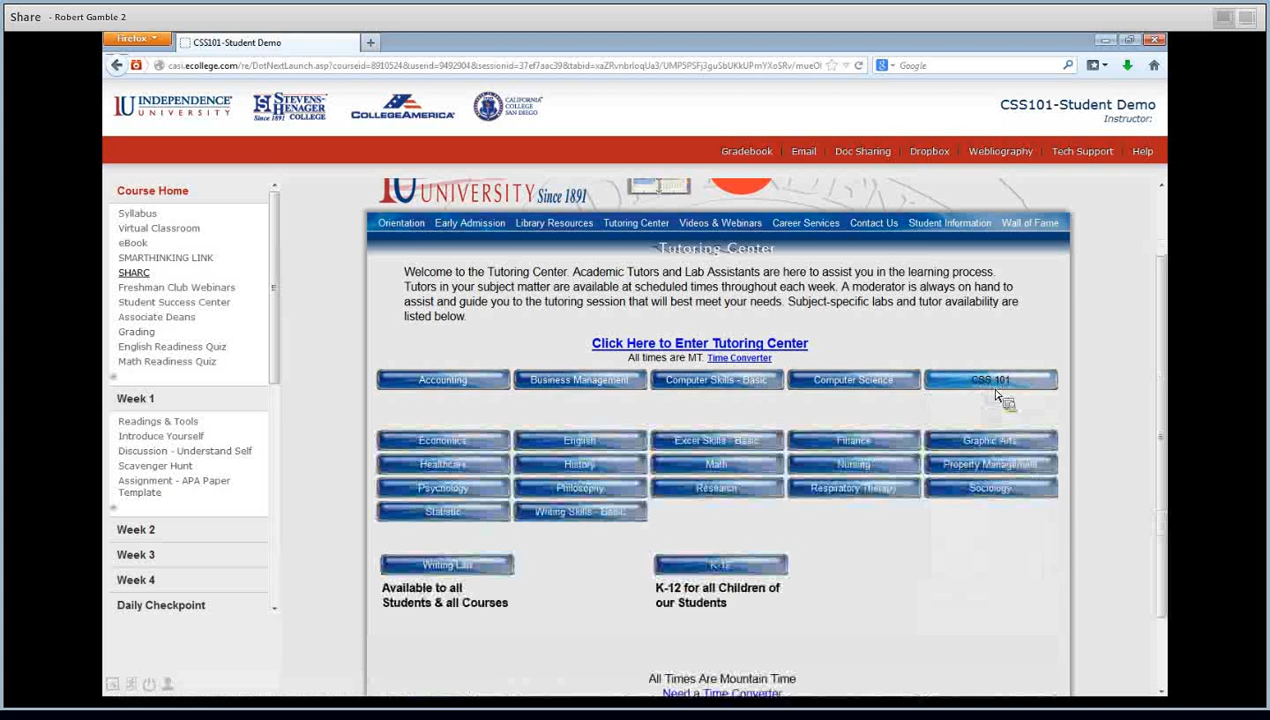 Share - Robert Gamble 2
Firefox
CSS101-Student Demo
Google
INDEPENDENCE UNIVERSITY
STEVENS-HENAGER COLLEGE Since 1891
COLLEGEAMERICA
CALIFORNIA COLLEGE SAN DIEGO
CSS101-Student Demo
Instructor:
Gradebook Email Doc Sharing Dropbox Webliography Tech Support Help
Course Home
Syllabus
Virtual Classroom
eBook
SMARTHINKING LINK
SHARC
Freshman Club Webinars
Student Success Center
Associate Deans
Grading
English Readiness Quiz
Math Readiness Quiz
Week 1
Readings & Tools
Introduce Yourself
Discussion - Understand Self
Scavenger Hunt
Assignment - APA Paper
Template
Week 2
Week 3
Week 4
Daily Checkpoint
IU UNIVERSITY Since 1891
Orientation Early Admission Library Resources Tutoring Center Videos & Webinars Career Services Contact Us Student Information Wall of Fame
Tutoring Center
Welcome to the Tutoring Center. Academic Tutors and Lab Assistants are here to assist you in the learning process.
Tutors in your subject matter are available at scheduled times throughout each week. A moderator is always on hand to
assist and guide you to the tutoring session that will best meet your needs. Subject-specific labs and tutor availability are
listed below.
Click Here to Enter Tutoring Center
All times are MT. Time Converter
Accounting Business Management Computer Skills - Basic Computer Science CSS 101
Economics English Excel Skills - Basic Finance Graphic Arts
Healthcare History Math Nursing Property Management
Psychology Philosophy Research Respiratory Therapy Sociology
Statistic Writing Skills - Basic
Writing Lab K-12
Available to all
Students & all Courses
K-12 for all Children of
our Students
All Times Are Mountain Time
Need a Time Converter